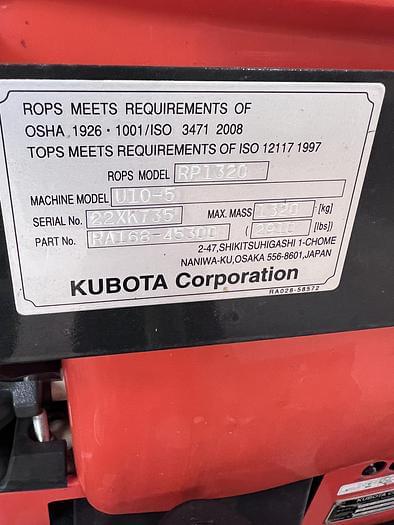 ROPS MEETS REQUIREMENTS OF
OSHA 1926・1001/ISO 3471 2008
TOPS MEETS REQUIREMENTS OF ISO 12117 1997
ROPS MODEL RP1320
MACHINE MODEL U10-5
SERIAL No. 22XK735 MAX. MASS 1320 [kg]
PART No. RA168-45300 ( 2910 [lbs])
2-47,SHIKITSUHIGASHI 1-CHOME
NANIWA-KU,OSAKA 556-8601,JAPAN
KUBOTA Corporation
RA028-58572
KUBOTA